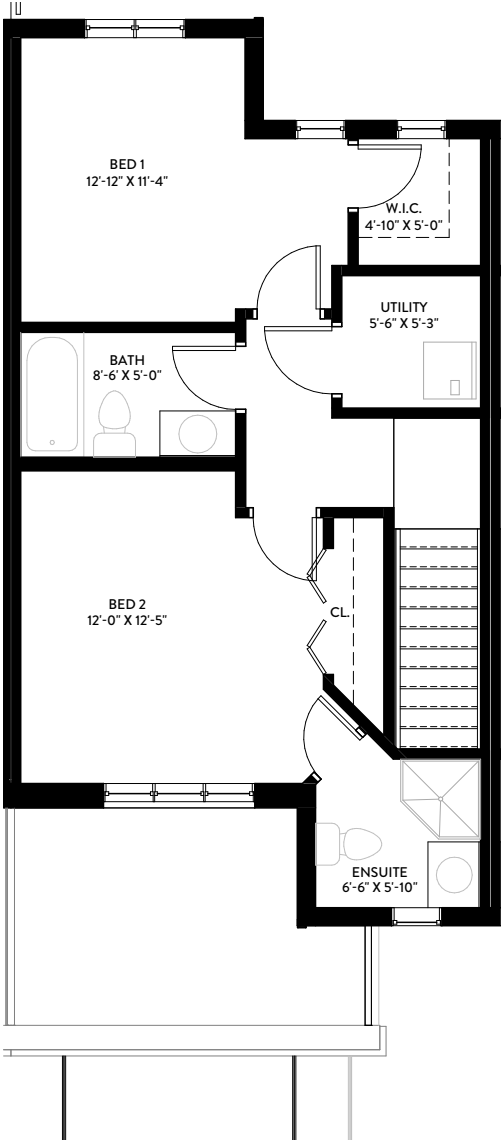 BED 1
12'-12" X 11'-4"
W.I.C.
4'-10" X 5'-0"
UTILITY
5'-6" X 5'-3"
BATH
8'-6' X 5'-0"
BED 2
12'-0" X 12'-5"
CL.
ENSUITE
6'-6" X 5'-10"